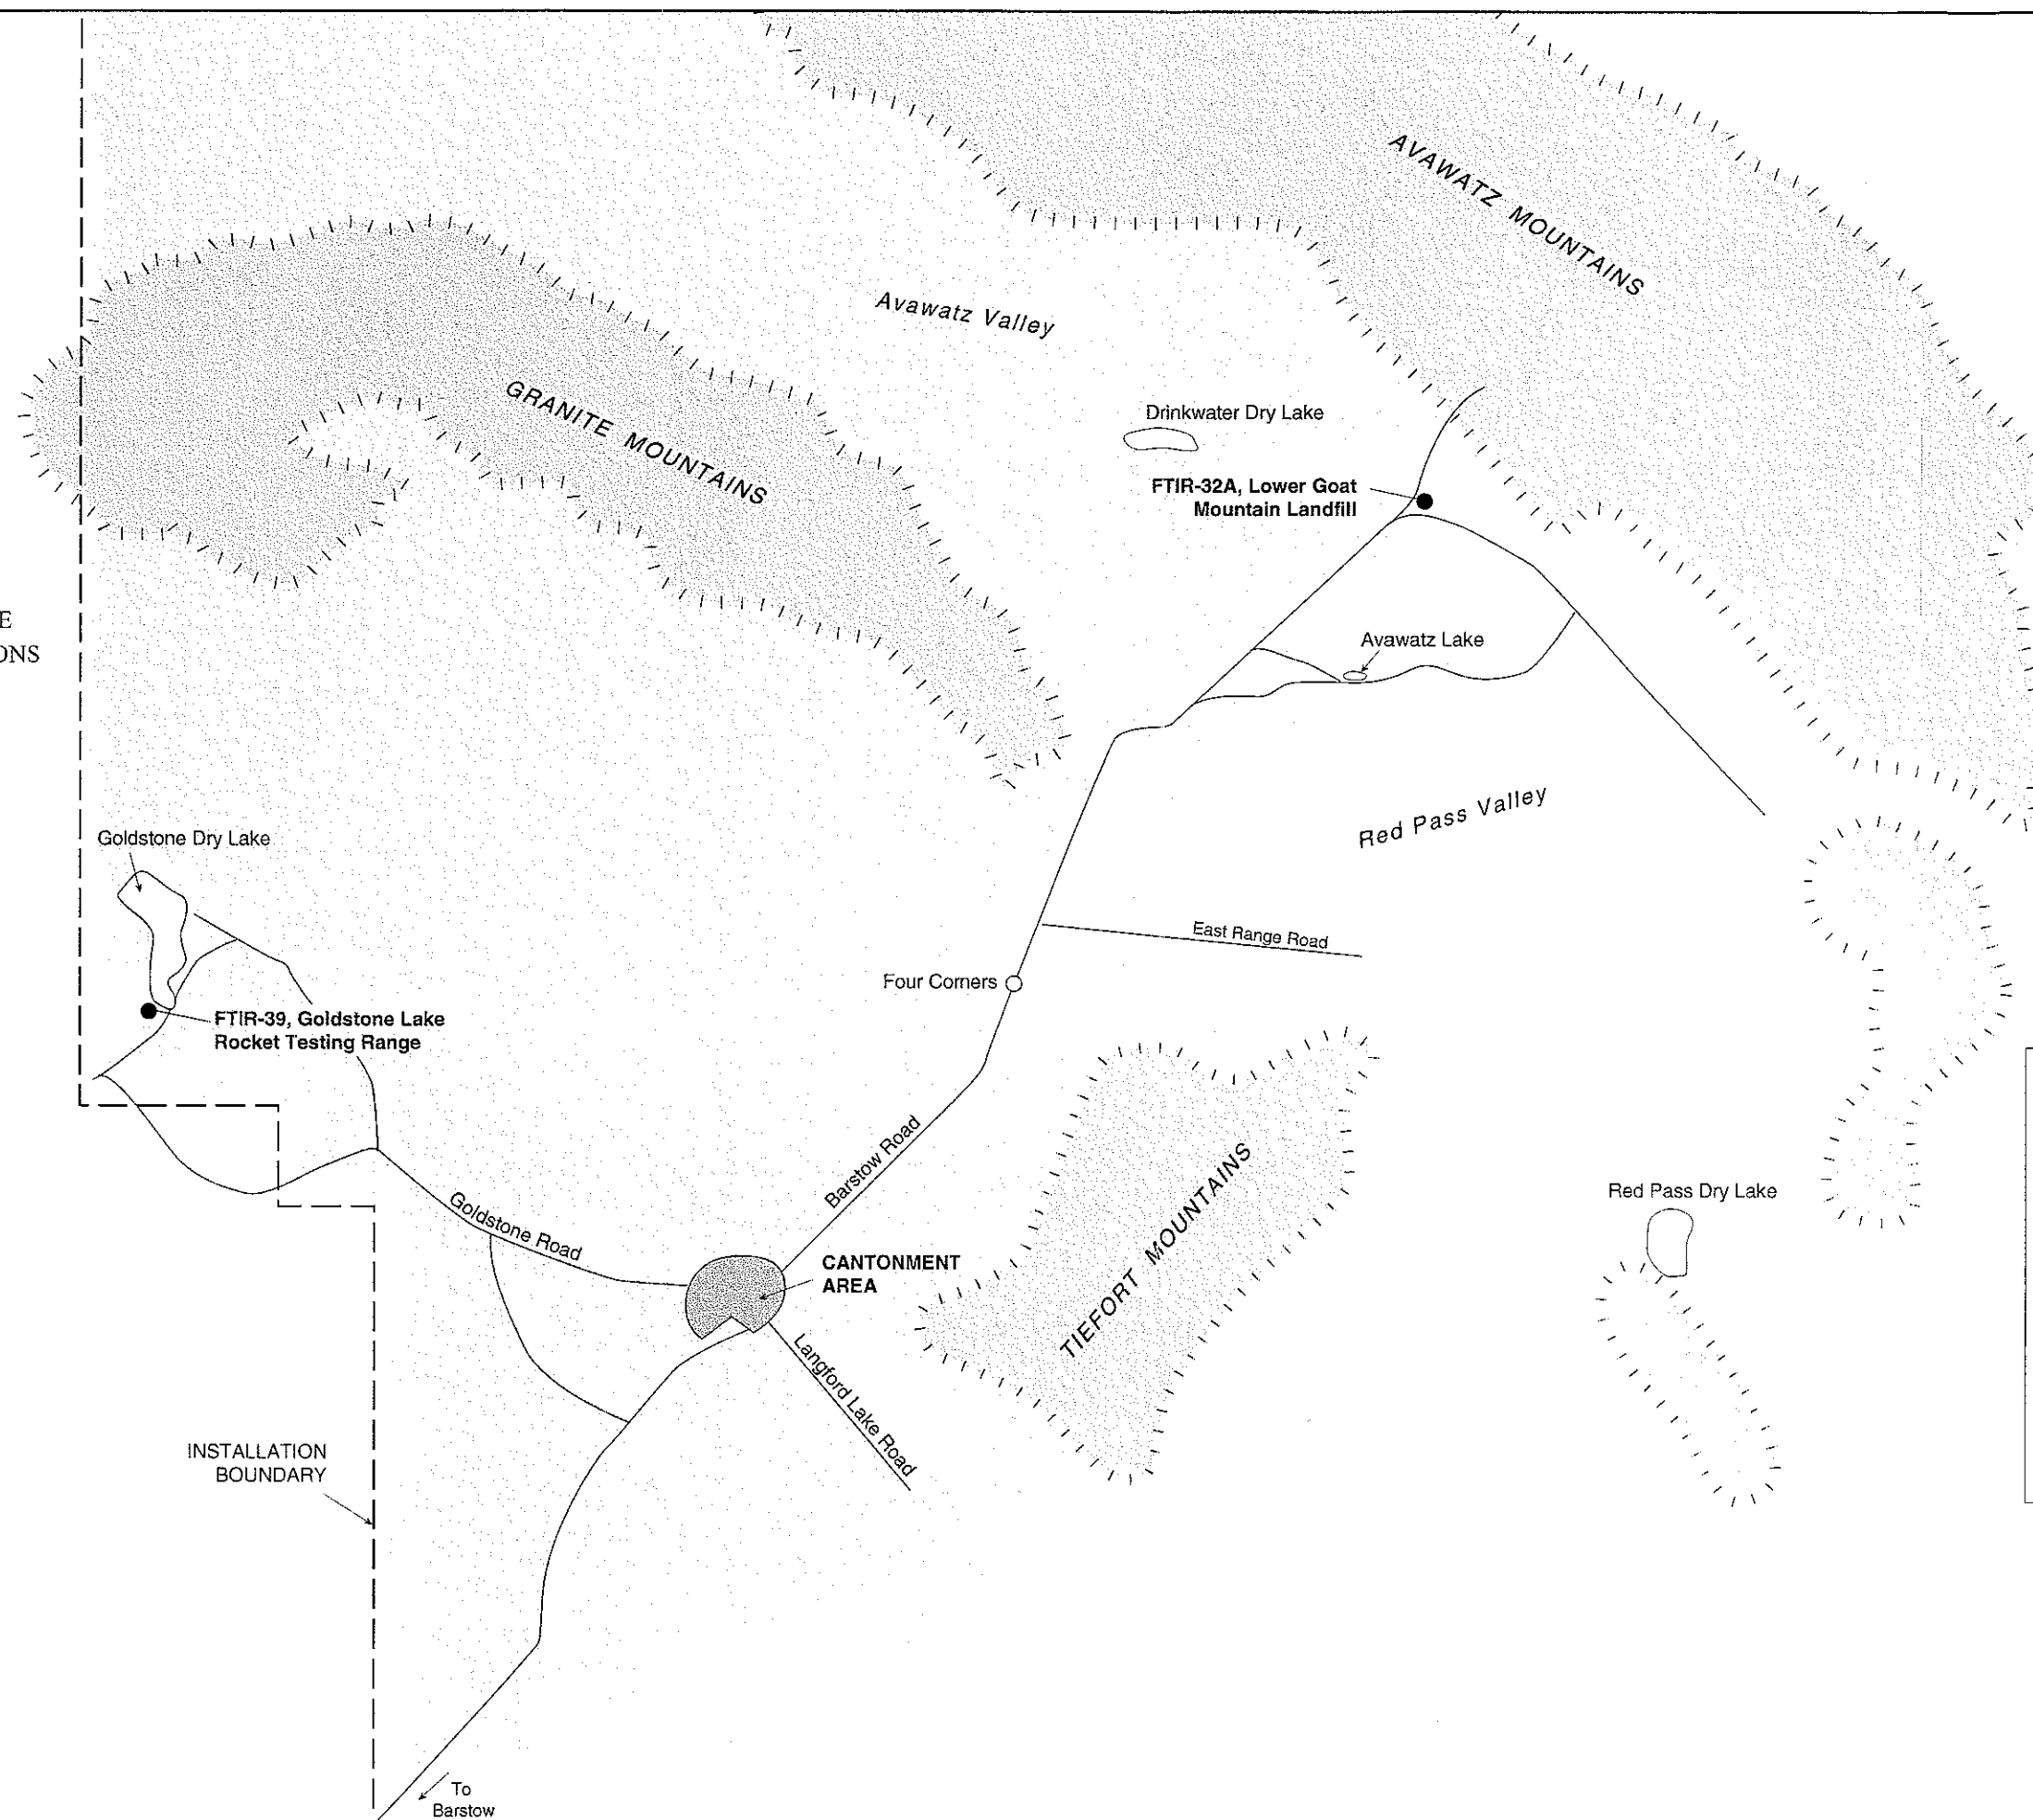 AVAWATZ MOUNTAINS
Avawatz Valley
GRANITE MOUNTAINS
Drinkwater Dry Lake
FTIR-32A, Lower Goat
Mountain Landfill
E
ONS
Avawatz Lake
Red Pass Valley
Goldstone Dry Lake
East Range Road
Four Corners
FTIR-39, Goldstone Lake
Rocket Testing Range
Barstow Road
TIEFORT MOUNTAINS
Red Pass Dry Lake
Goldstone Road
CANTONMENT
AREA
Langford Lake Road
INSTALLATION
BOUNDARY
To
Barstow